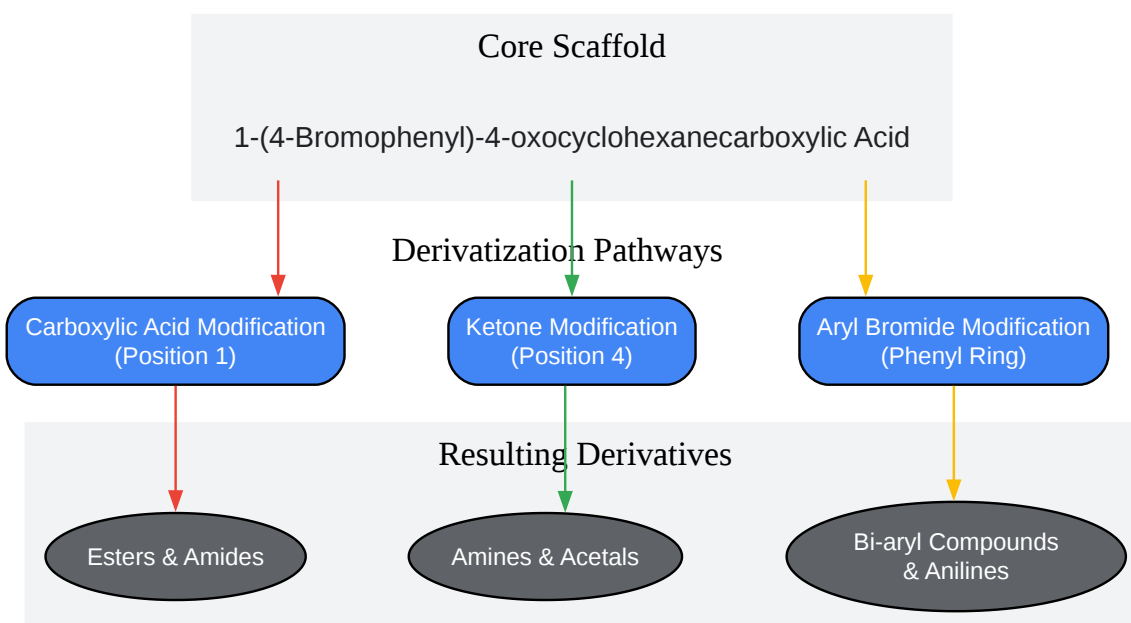 Core Scaffold
1-(4-Bromophenyl)-4-oxocyclohexanecarboxylic Acid
Derivatization Pathways
Carboxylic Acid Modification
(Position 1)
Ketone Modification
(Position 4)
Aryl Bromide Modification
(Phenyl Ring)
Resulting Derivatives
Esters & Amides
Amines & Acetals
Bi-aryl Compounds
& Anilines